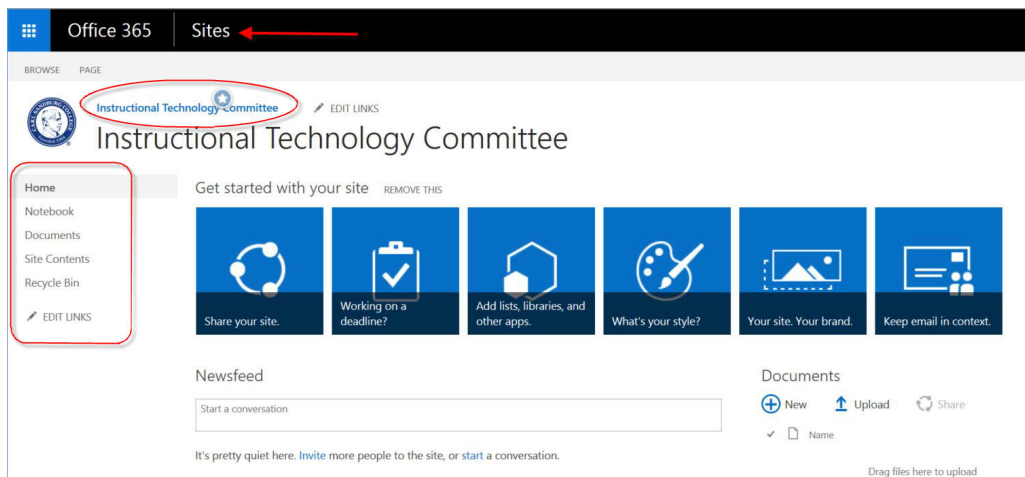 Office 365 Sites
BROWSE PAGE
Instructional Technology Committee EDIT LINKS
Instructional Technology Committee
CARL SANDBURG COLLEGE
Home
Notebook
Documents
Site Contents
Recycle Bin
EDIT LINKS
Get started with your site REMOVE THIS
Share your site.
Working on a
deadline?
Add lists, libraries, and
other apps.
What's your style?
Your site. Your brand.
Keep email in context.
Newsfeed
Start a conversation
It's pretty quiet here. Invite more people to the site, or start a conversation.
Documents
New Upload Share
Name
Drag files here to upload